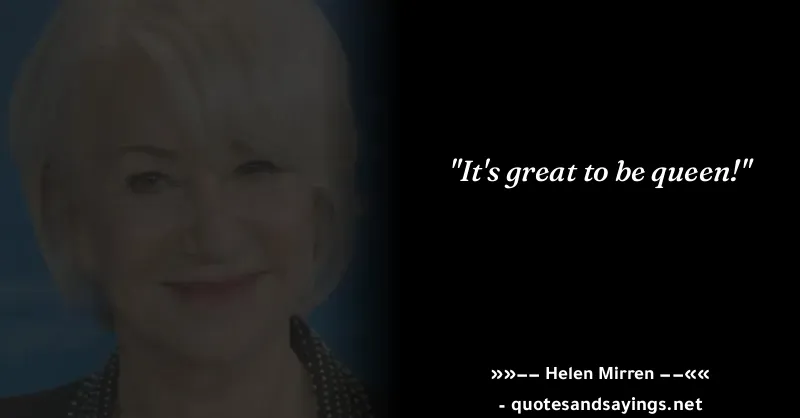 "It's great to be queen!"
»»–– Helen Mirren ––««
- quotesandsayings.net